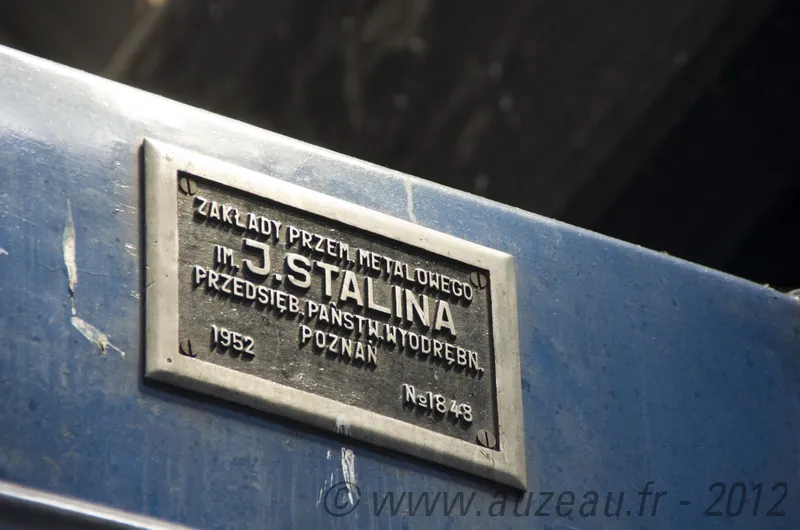 ZAKŁADY PRZEM. METALOWEGO
IM. J. STALINA
PRZEDSIĘB. PAŃSTW. WYODRĘBN.
POZNAŃ
1952
№ 1848
© www.auzeau.fr - 2012